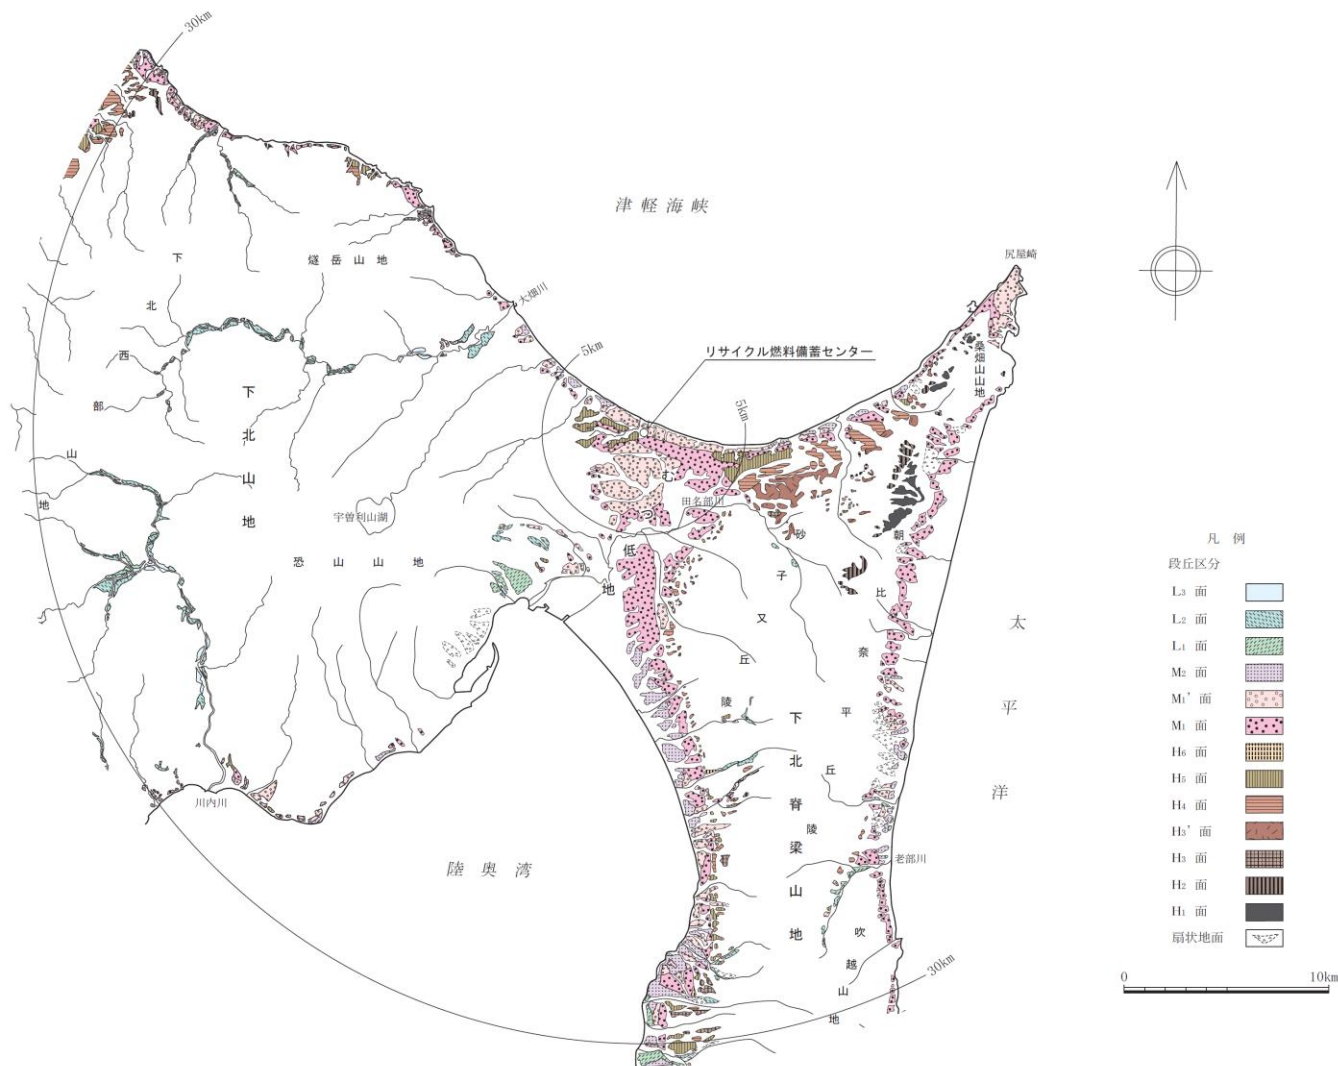 30km
津軽海峡
尻屋崎
燧岳山地
大畑川
下北西部山地
5km
リサイクル燃料備蓄センター
桑畑山山地
下北山地
5km
むつ低地
田名部川
宇曽利山湖
恐山山地
砂子又丘陵
朝比奈平丘陵
太平洋
下北脊梁山地
川内川
陸奥湾
老部川
吹越山地
30km
凡 例
段丘区分
L3 面
L2 面
L1 面
M2 面
M1' 面
M1 面
H6 面
H5 面
H4 面
H3' 面
H3 面
H2 面
H1 面
扇状地面
0 10km